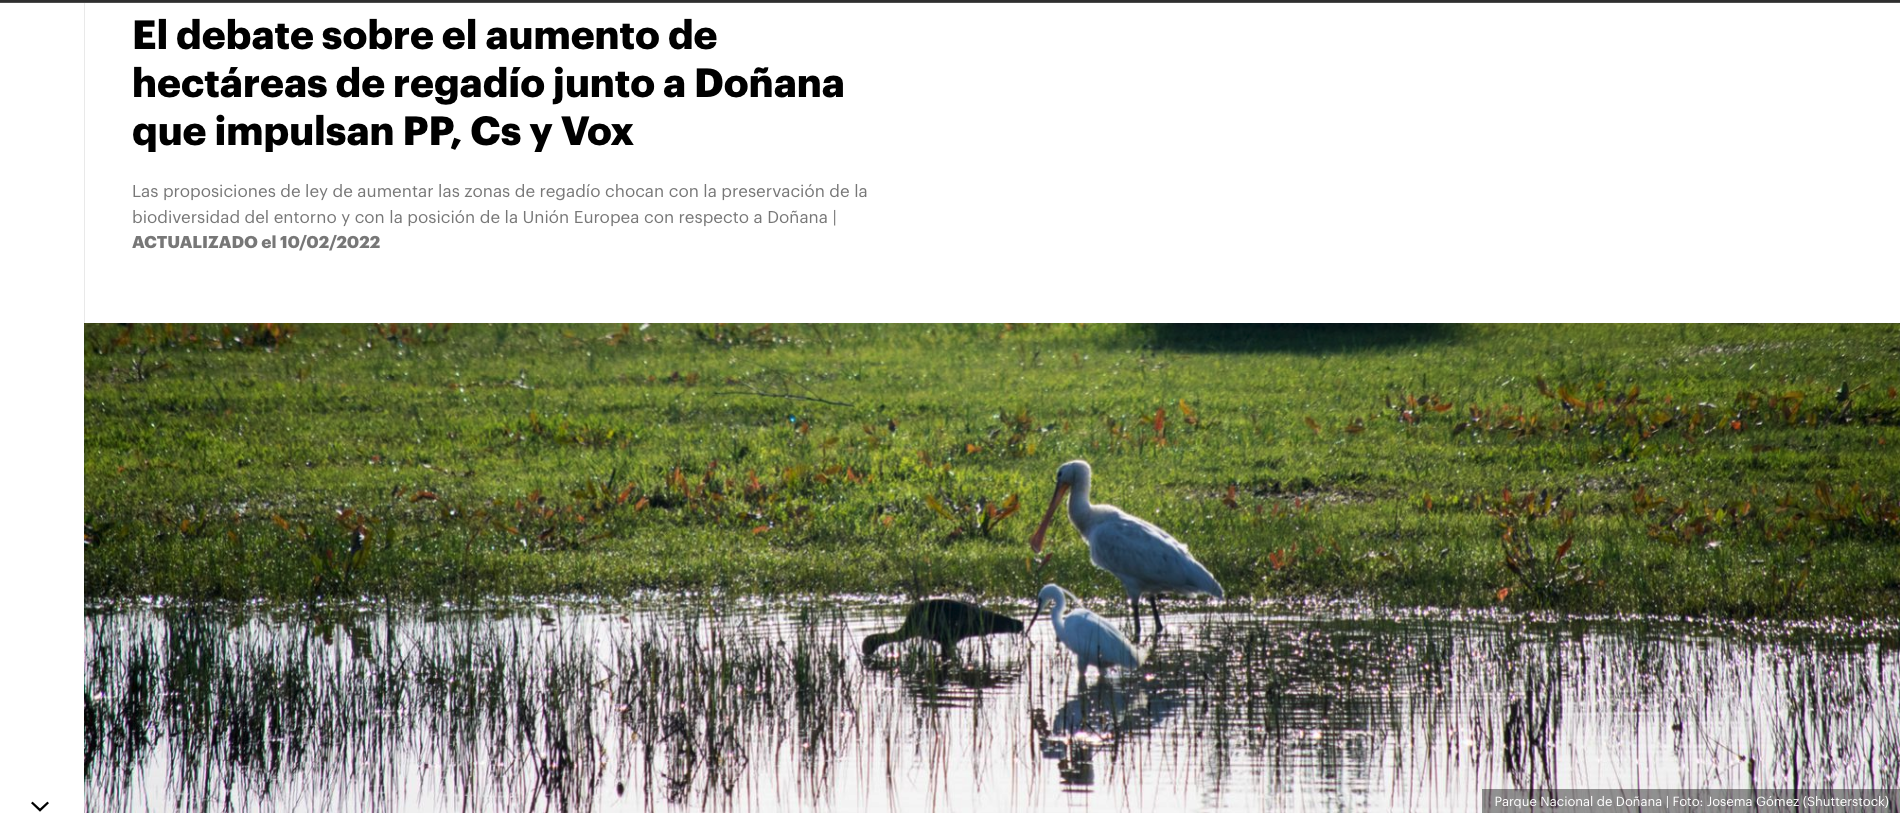 El debate sobre el aumento de
hectáreas de regadío junto a Doñana
que impulsan PP, Cs y Vox
Las proposiciones de ley de aumentar las zonas de regadío chocan con la preservación de la
biodiversidad del entorno y con la posición de la Unión Europea con respecto a Doñana |
ACTUALIZADO el 10/02/2022
Parque Nacional de Doñana | Foto: Josema Gómez (Shutterstock)